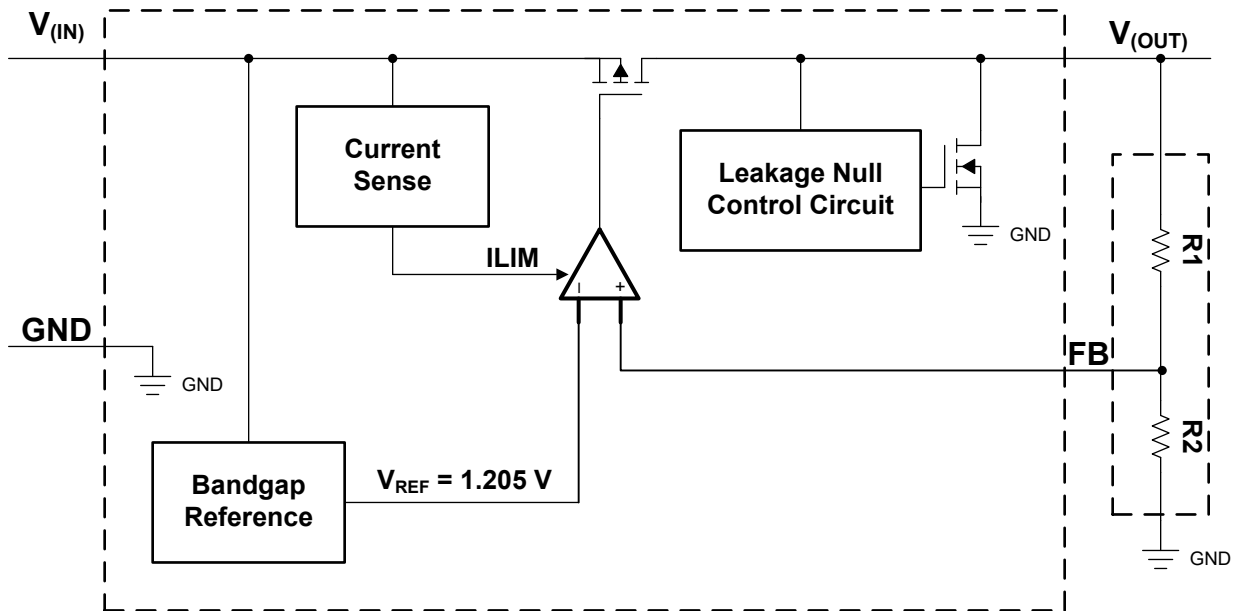 V(IN)
V(OUT)
Current
Sense
Leakage Null
Control Circuit
GND
R1
ILIM
− +
GND
GND
FB
R2
Bandgap
Reference
VREF = 1.205 V
GND